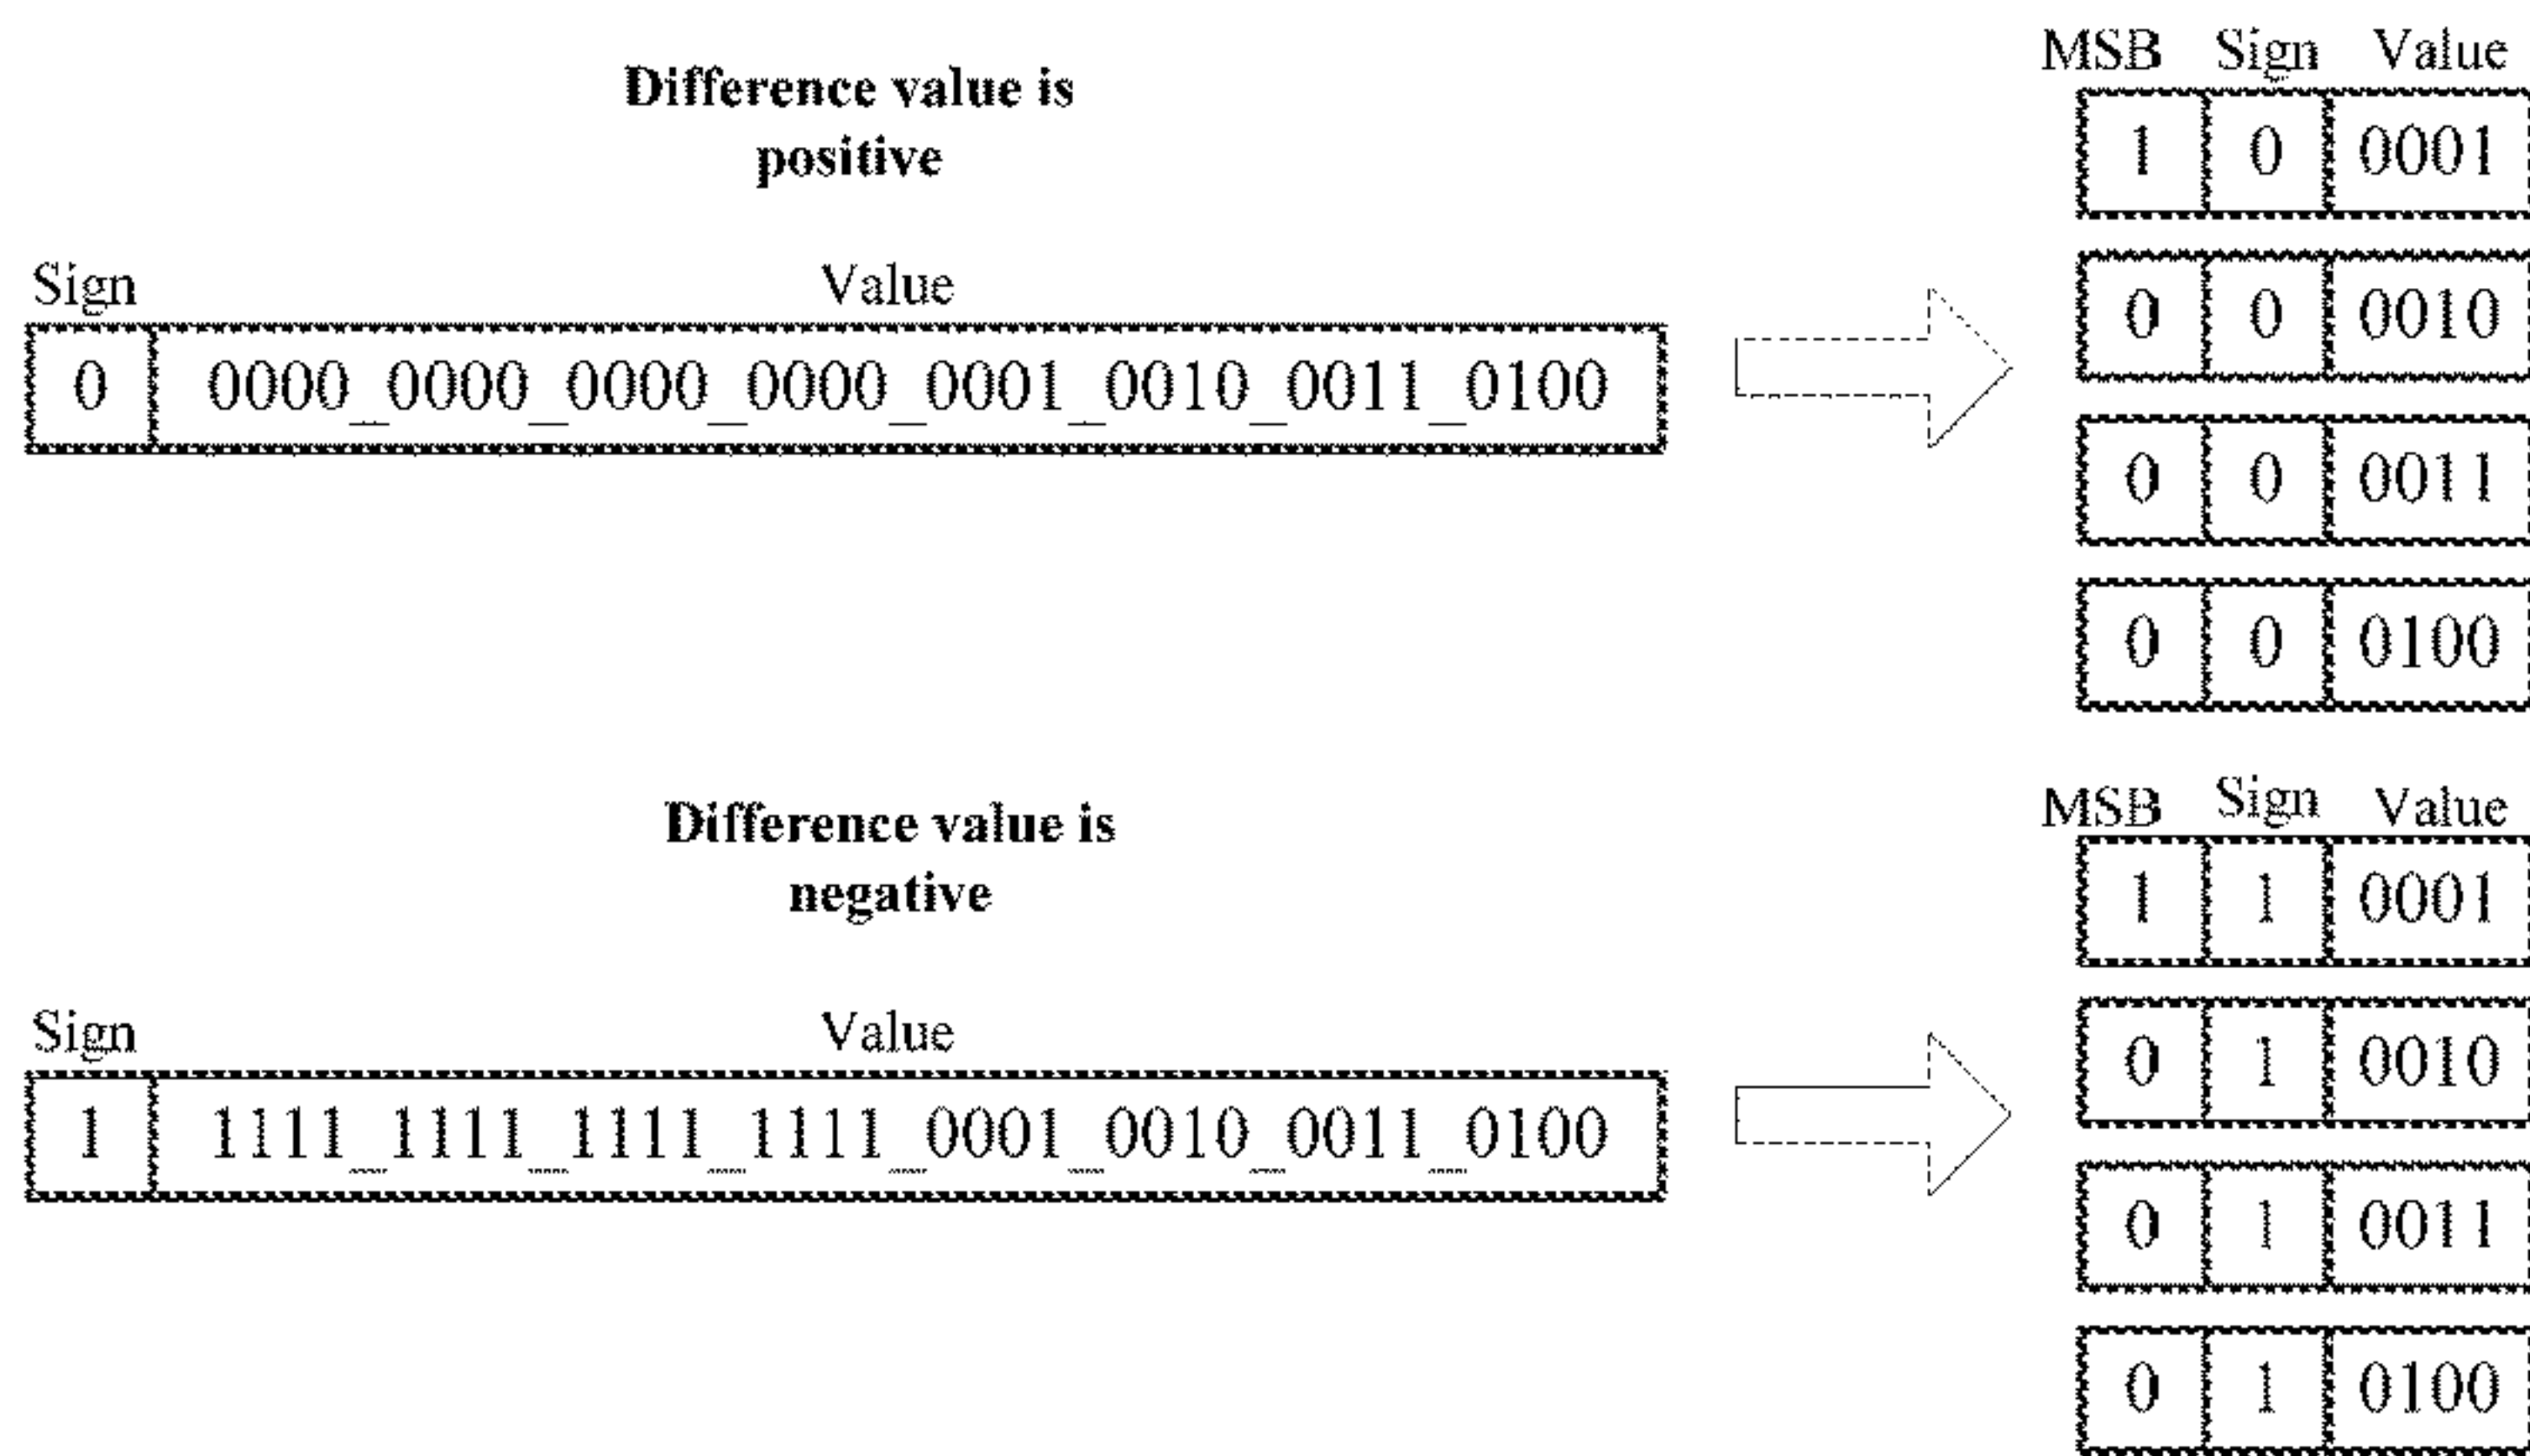 Difference value is
positive
Sign Value
0 0000_0000_0000_0000_0001_0010_0011_0100
MSB Sign Value
1 0 0001
0 0 0010
0 0 0011
0 0 0100
Difference value is
negative
Sign Value
1 1111_1111_1111_1111_0001_0010_0011_0100
MSB Sign Value
1 1 0001
0 1 0010
0 1 0011
0 1 0100